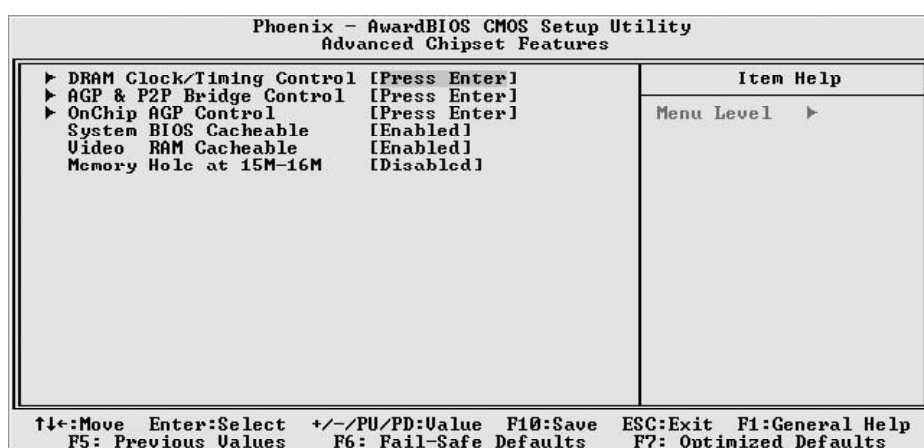 Phoenix - AwardBIOS CMOS Setup Utility
Advanced Chipset Features
▶ DRAM Clock/Timing Control [Press Enter]
▶ AGP & P2P Bridge Control [Press Enter]
▶ OnChip AGP Control [Press Enter]
System BIOS Cacheable [Enabled]
Video RAM Cacheable [Enabled]
Memory Hole at 15M-16M [Disabled]
Item Help
Menu Level ▶
↑↓←:Move Enter:Select +/-/PU/PD:Value F10:Save ESC:Exit F1:General Help
F5: Previous Values F6: Fail-Safe Defaults F7: Optimized Defaults